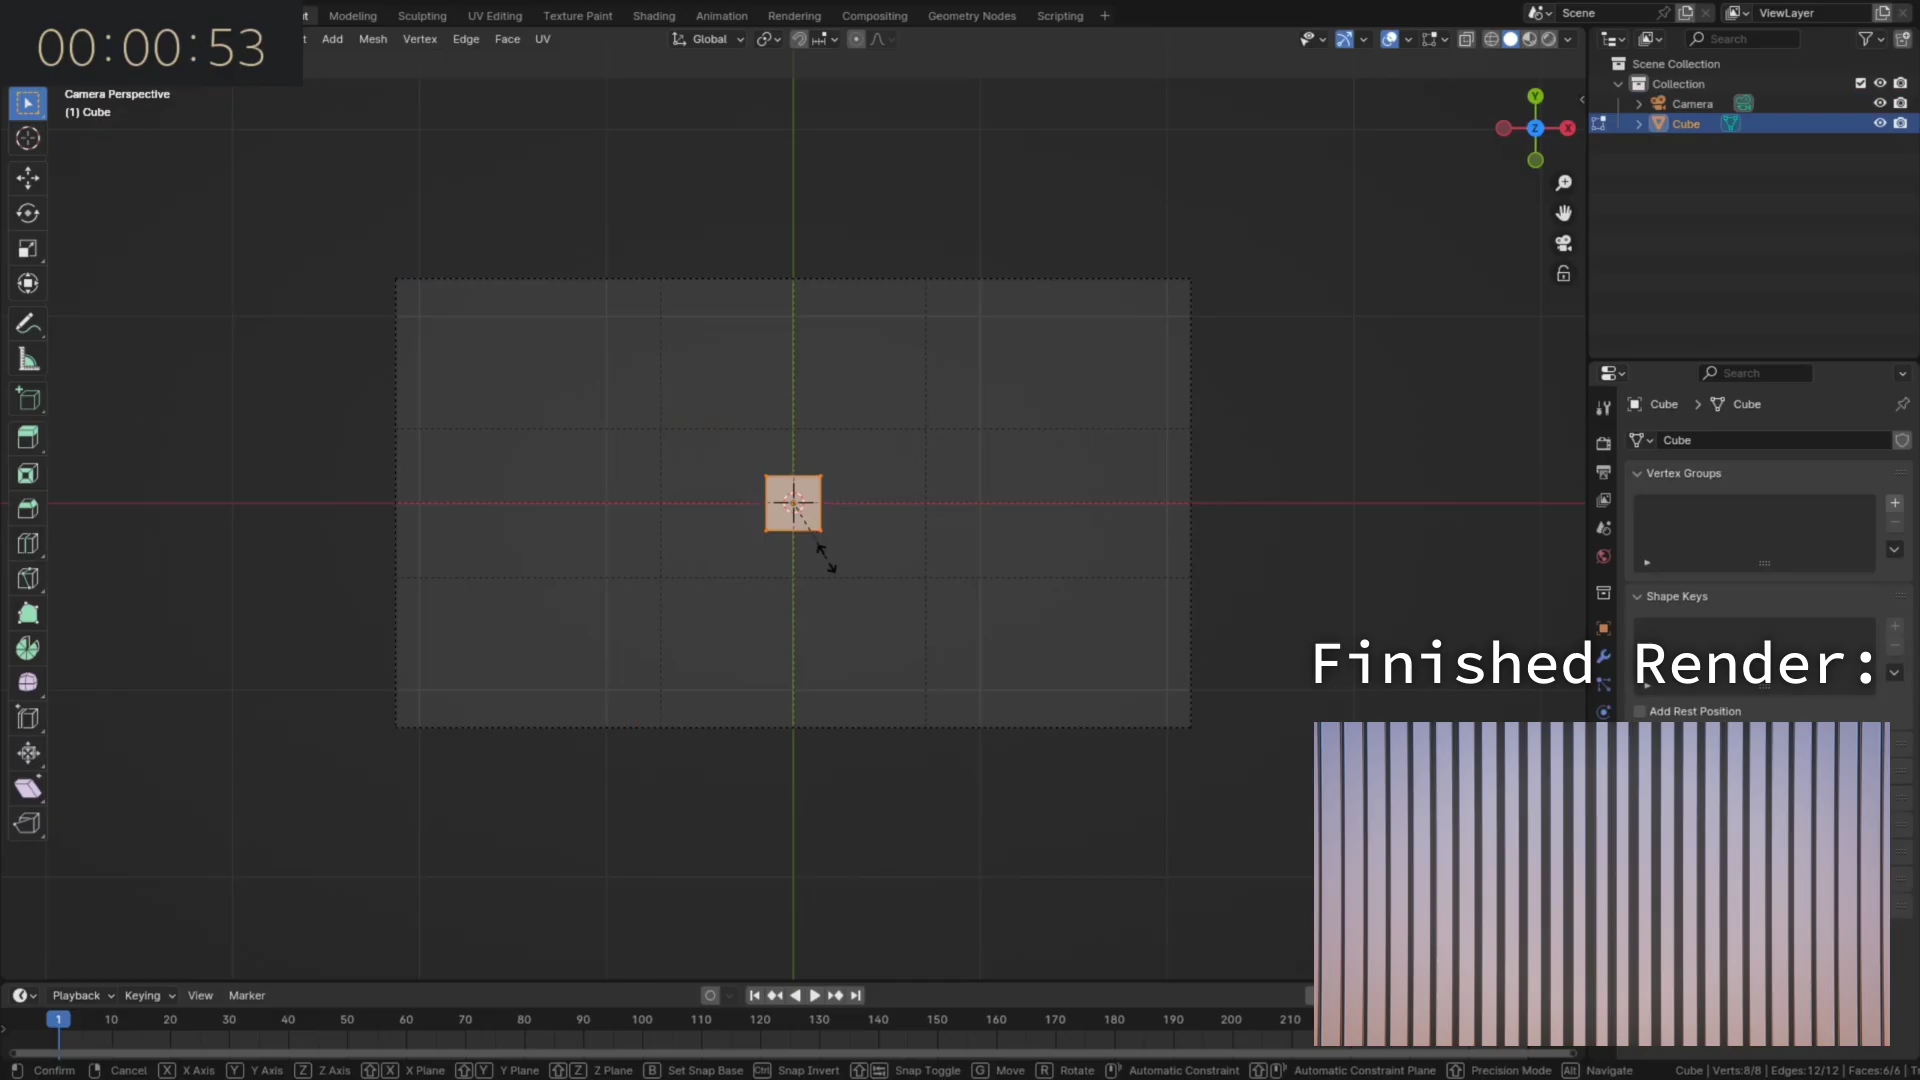 00:00:53
Modeling Sculpting UV Editing Texture Paint Shading Animation Rendering Compositing Geometry Nodes Scripting +
Scene
ViewLayer
Add Mesh Vertex Edge Face UV
Global
Search
Camera Perspective
(1) Cube
Y
Z
X
Scene Collection
Collection
Camera
Cube
Search
Cube > Cube
Cube
Vertex Groups
Shape Keys
Add Rest Position
Finished Render:
Playback Keying View Marker
1 10 20 30 40 50 60 70 80 90 100 110 120 130 140 150 160 170 180 190 200 210
Confirm Cancel X X Axis Y Y Axis Z Z Axis X X Plane Y Y Plane Z Z Plane B Set Snap Base Ctrl Snap Invert Snap Toggle G Move R Rotate Automatic Constraint Automatic Constraint Plane Precision Mode Alt Navigate
Cube | Verts:8/8 | Edges:12/12 | Faces:6/6 |